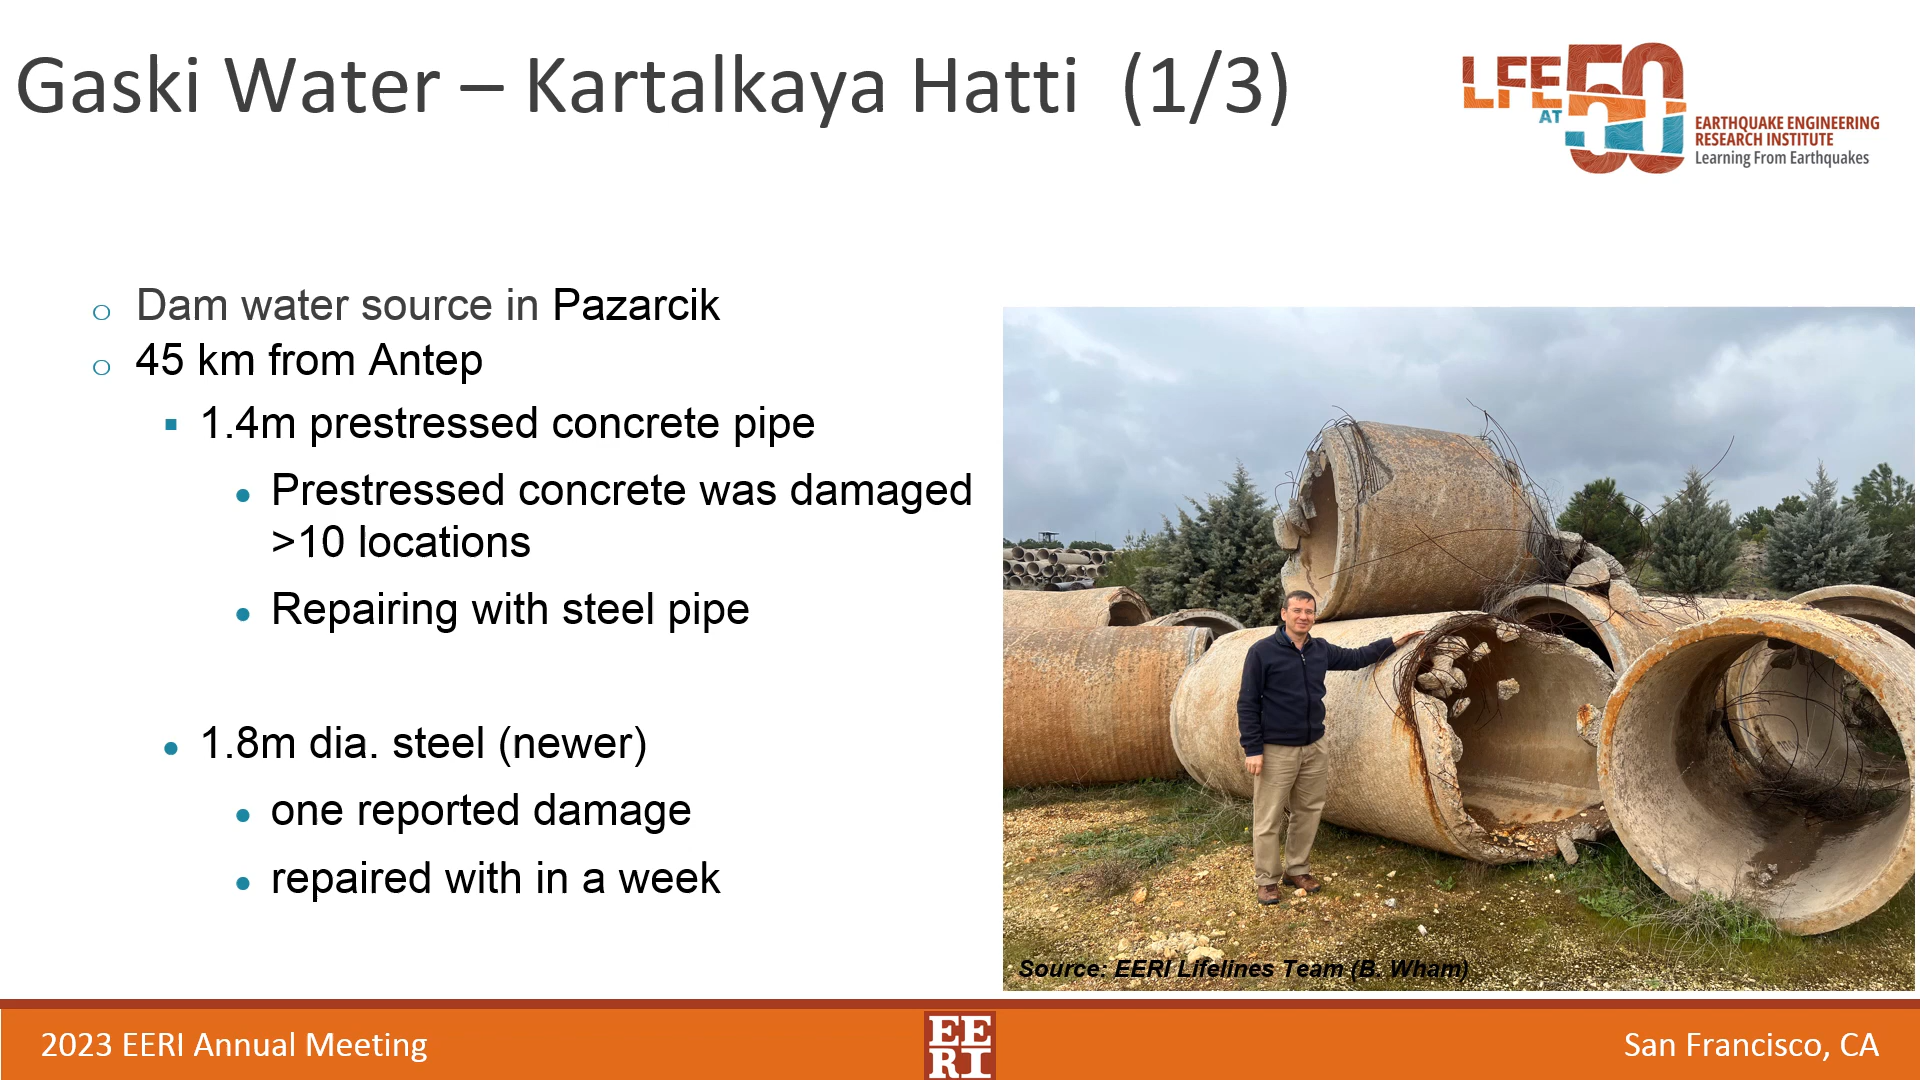 Gaski Water – Kartalkaya Hatti (1/3)
LFE
AT
50
EARTHQUAKE ENGINEERING
RESEARCH INSTITUTE
Learning From Earthquakes
Dam water source in Pazarcik
45 km from Antep
1.4m prestressed concrete pipe
Prestressed concrete was damaged
>10 locations
Repairing with steel pipe
1.8m dia. steel (newer)
one reported damage
repaired with in a week
Source: EERI Lifelines Team (B. Wham)
2023 EERI Annual Meeting
EE
RI
San Francisco, CA